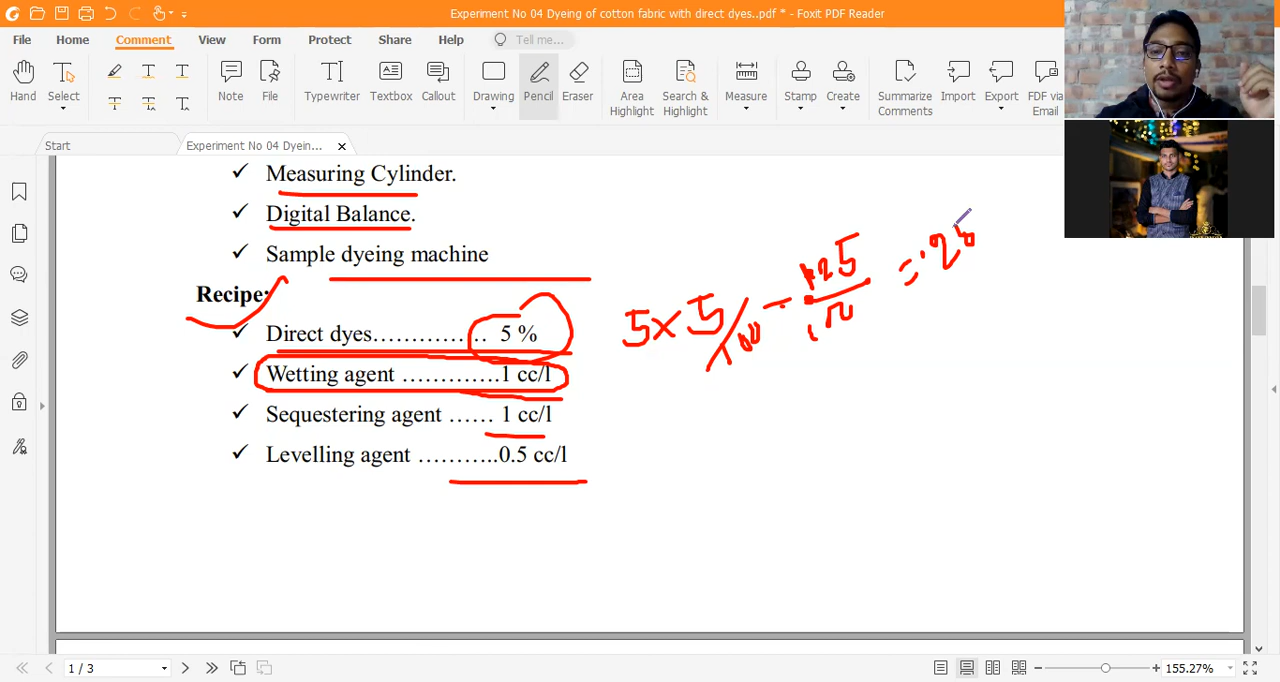 Experiment No 04 Dyeing of cotton fabric with direct dyes..pdf * - Foxit PDF Reader
File Home Comment View Form Protect Share Help Tell me...
Hand Select Note File Typewriter Textbox Callout Drawing Pencil Eraser Area Highlight Search & Highlight Measure Stamp Create Summarize Comments Import Export FDF via Email
Start Experiment No 04 Dyein...
✓ Measuring Cylinder.
✓ Digital Balance.
✓ Sample dyeing machine
Recipe:
✓ Direct dyes…………….. 5 %
✓ Wetting agent ………….1 cc/l
✓ Sequestering agent …… 1 cc/l
✓ Levelling agent ………..0.5 cc/l
5 x 5/100
= .25
1 / 3
155.27%